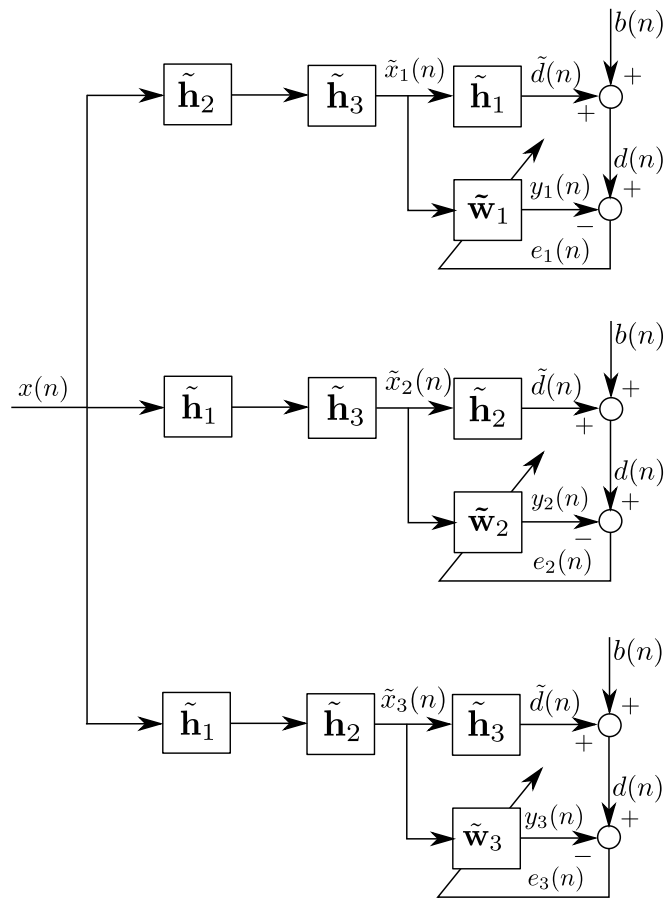 b(n)
h̃₂ h̃₃ x̃₁(n) h̃₁ d̃(n) + +
d(n)
w̃₁ y₁(n) + −
e₁(n)
b(n)
x(n) h̃₁ h̃₃ x̃₂(n) h̃₂ d̃(n) + +
d(n)
w̃₂ y₂(n) + −
e₂(n)
b(n)
h̃₁ h̃₂ x̃₃(n) h̃₃ d̃(n) + +
d(n)
w̃₃ y₃(n) + −
e₃(n)